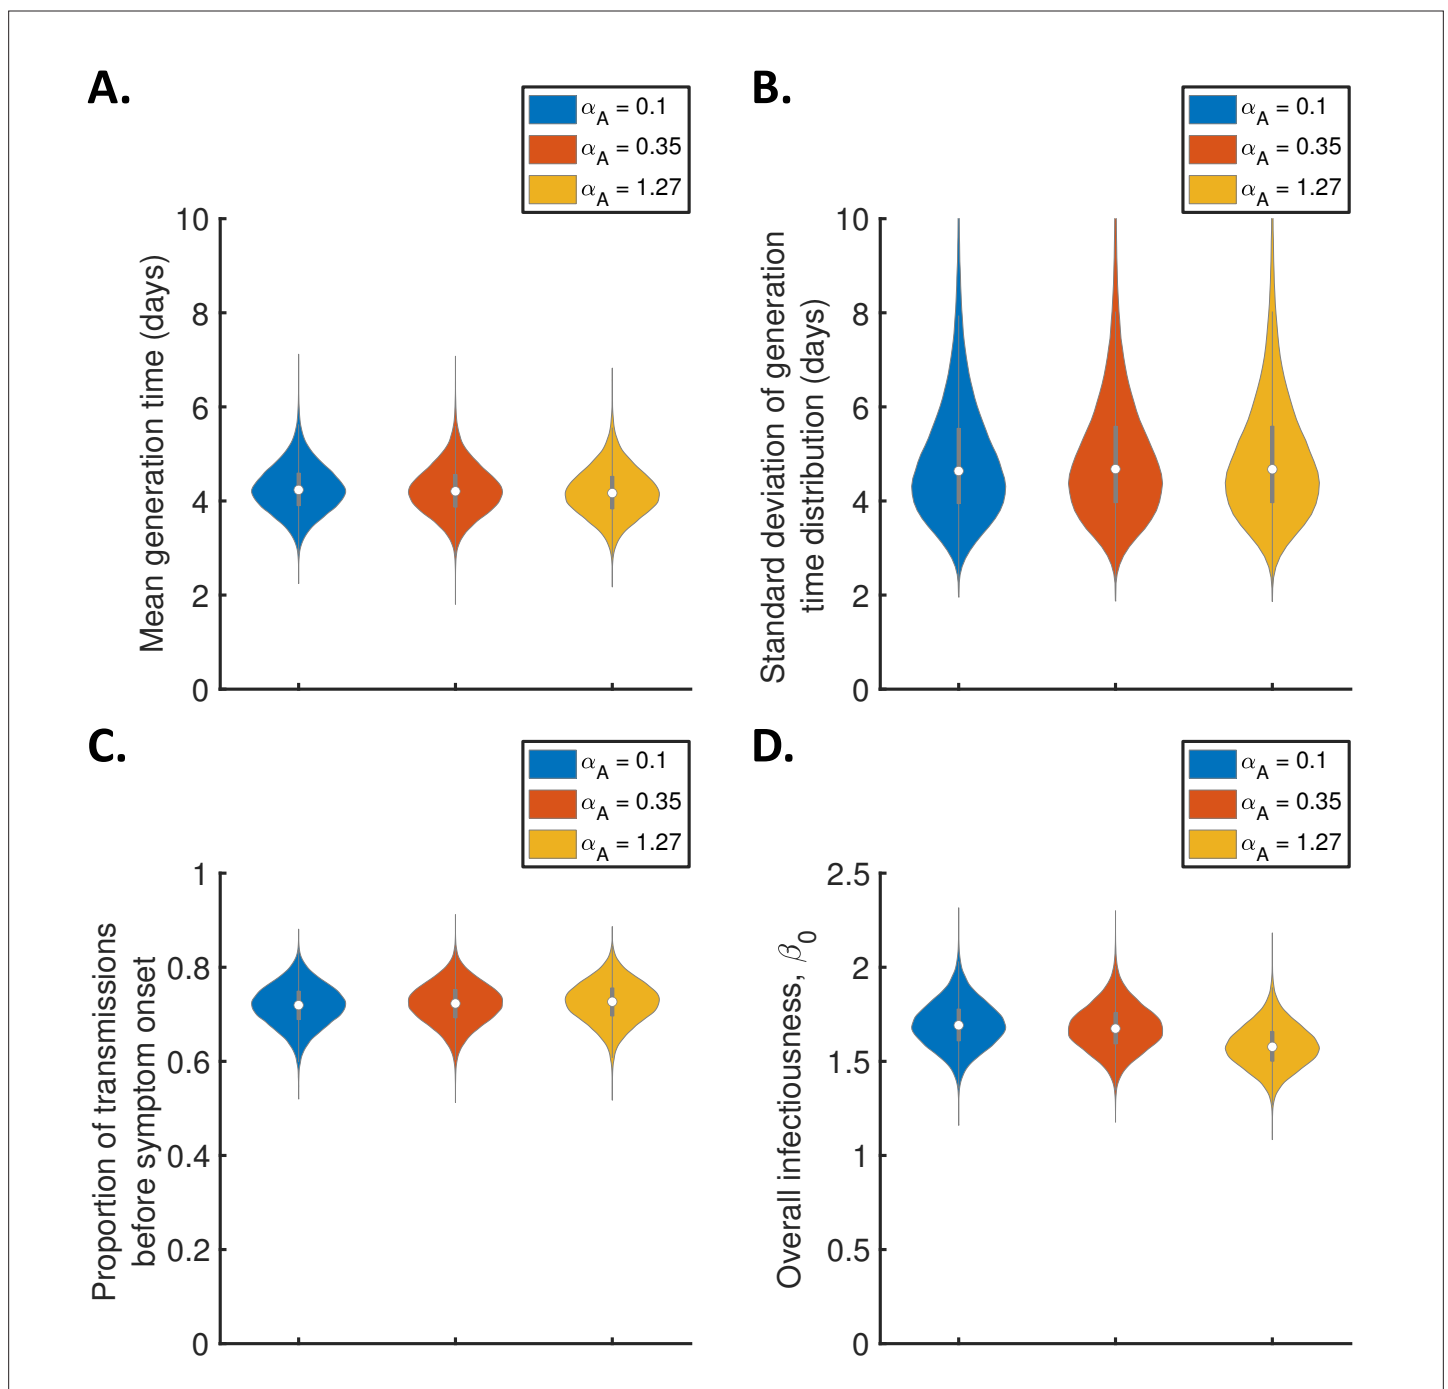 A.
α_A = 0.1
α_A = 0.35
α_A = 1.27
10
8
6
4
2
0
Mean generation time (days)
B.
α_A = 0.1
α_A = 0.35
α_A = 1.27
10
8
6
4
2
0
Standard deviation of generation
time distribution (days)
C.
α_A = 0.1
α_A = 0.35
α_A = 1.27
1
0.8
0.6
0.4
0.2
0
Proportion of transmissions
before symptom onset
D.
α_A = 0.1
α_A = 0.35
α_A = 1.27
2.5
2
1.5
1
0.5
0
Overall infectiousness, β_0